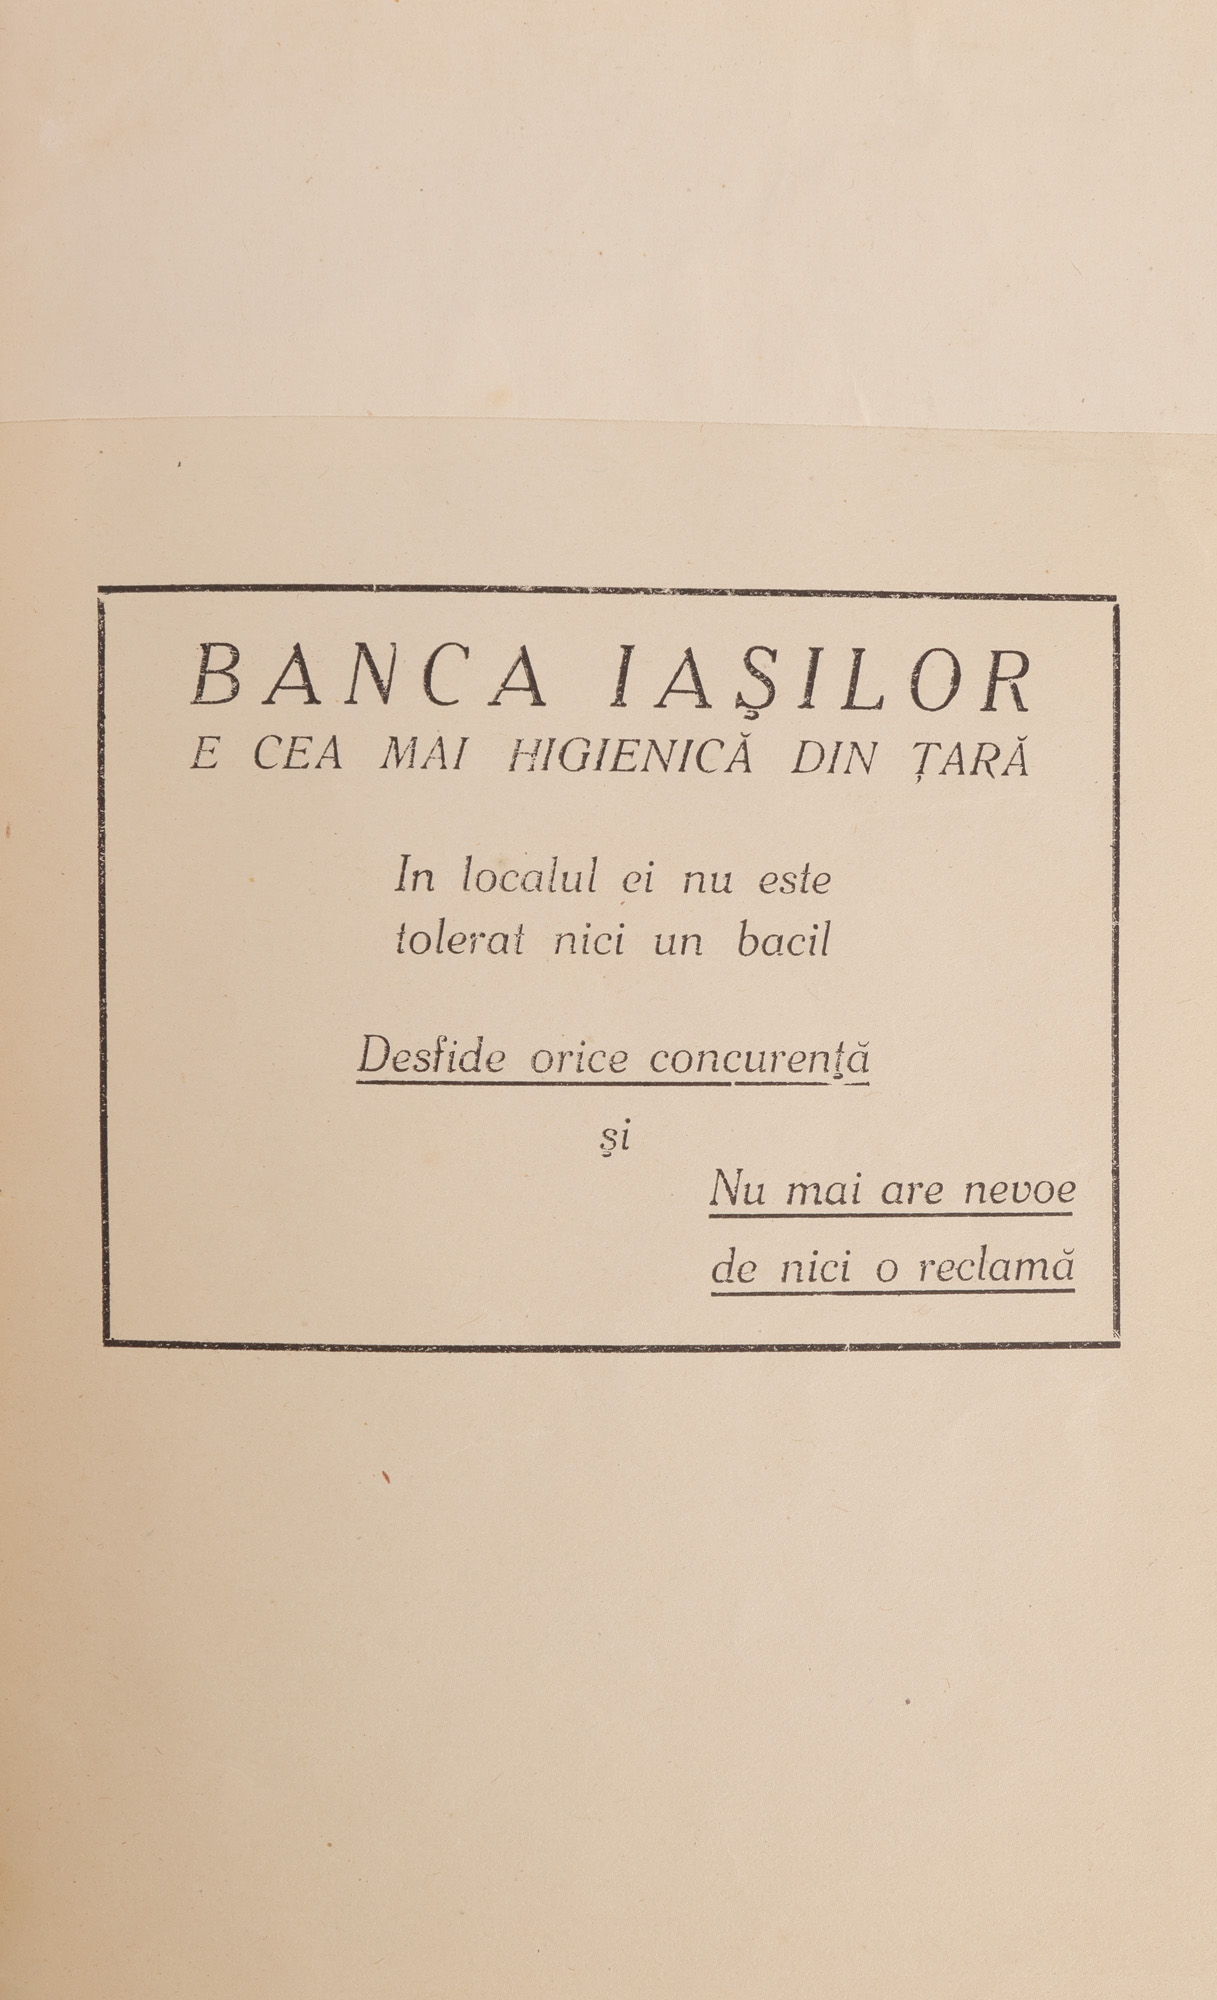 BANCA IAŞILOR
E CEA MAI HIGIENICĂ DIN ȚARĂ
In localul ei nu este
tolerat nici un bacil
Desfide orice concurenţă
şi
Nu mai are nevoe
de nici o reclamă